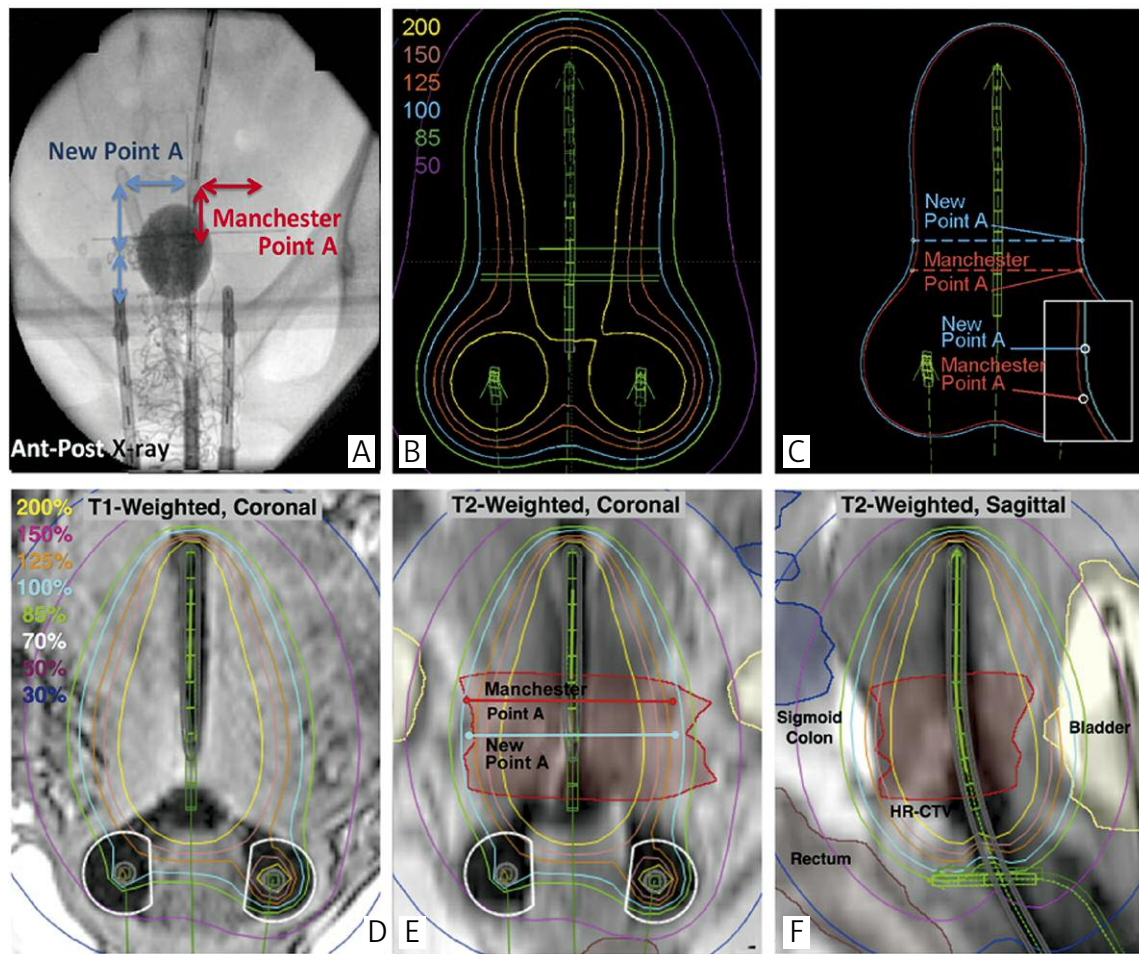 New Point A
Manchester
Point A
Ant-Post X-ray
A
200
150
125
100
85
50
B
New
Point A
Manchester
Point A
New
Point A
Manchester
Point A
C
200%
150%
125%
100%
85%
70%
50%
30%
T1-Weighted, Coronal
D
T2-Weighted, Coronal
Manchester
Point A
New
Point A
E
T2-Weighted, Sagittal
Sigmoid
Colon
Bladder
HR-CTV
Rectum
F